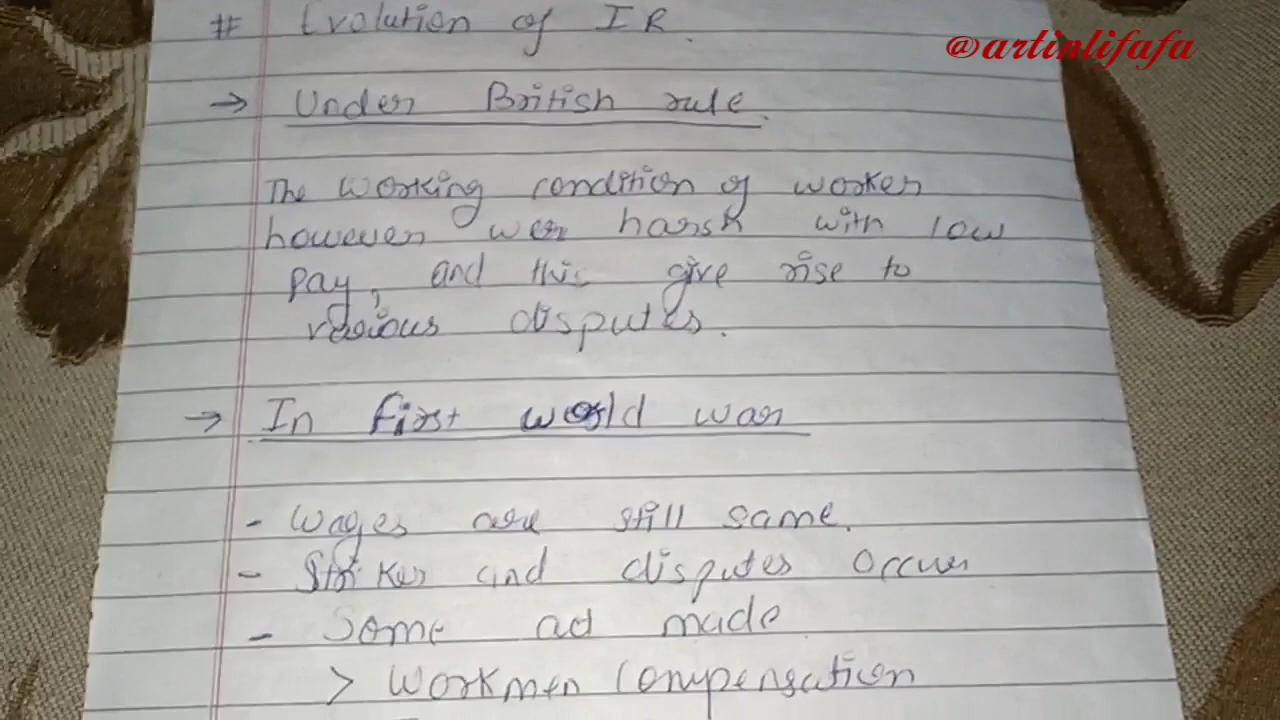 # Evolution of IR.
@artinlifafa
→ Under British rule.
The working condition of worker
however wer harsh with low
pay, and this give rise to
various disputes.
→ In first world war
- Wages are still same.
- Strikes and disputes occur
- Some act made
> Workmen Compensation